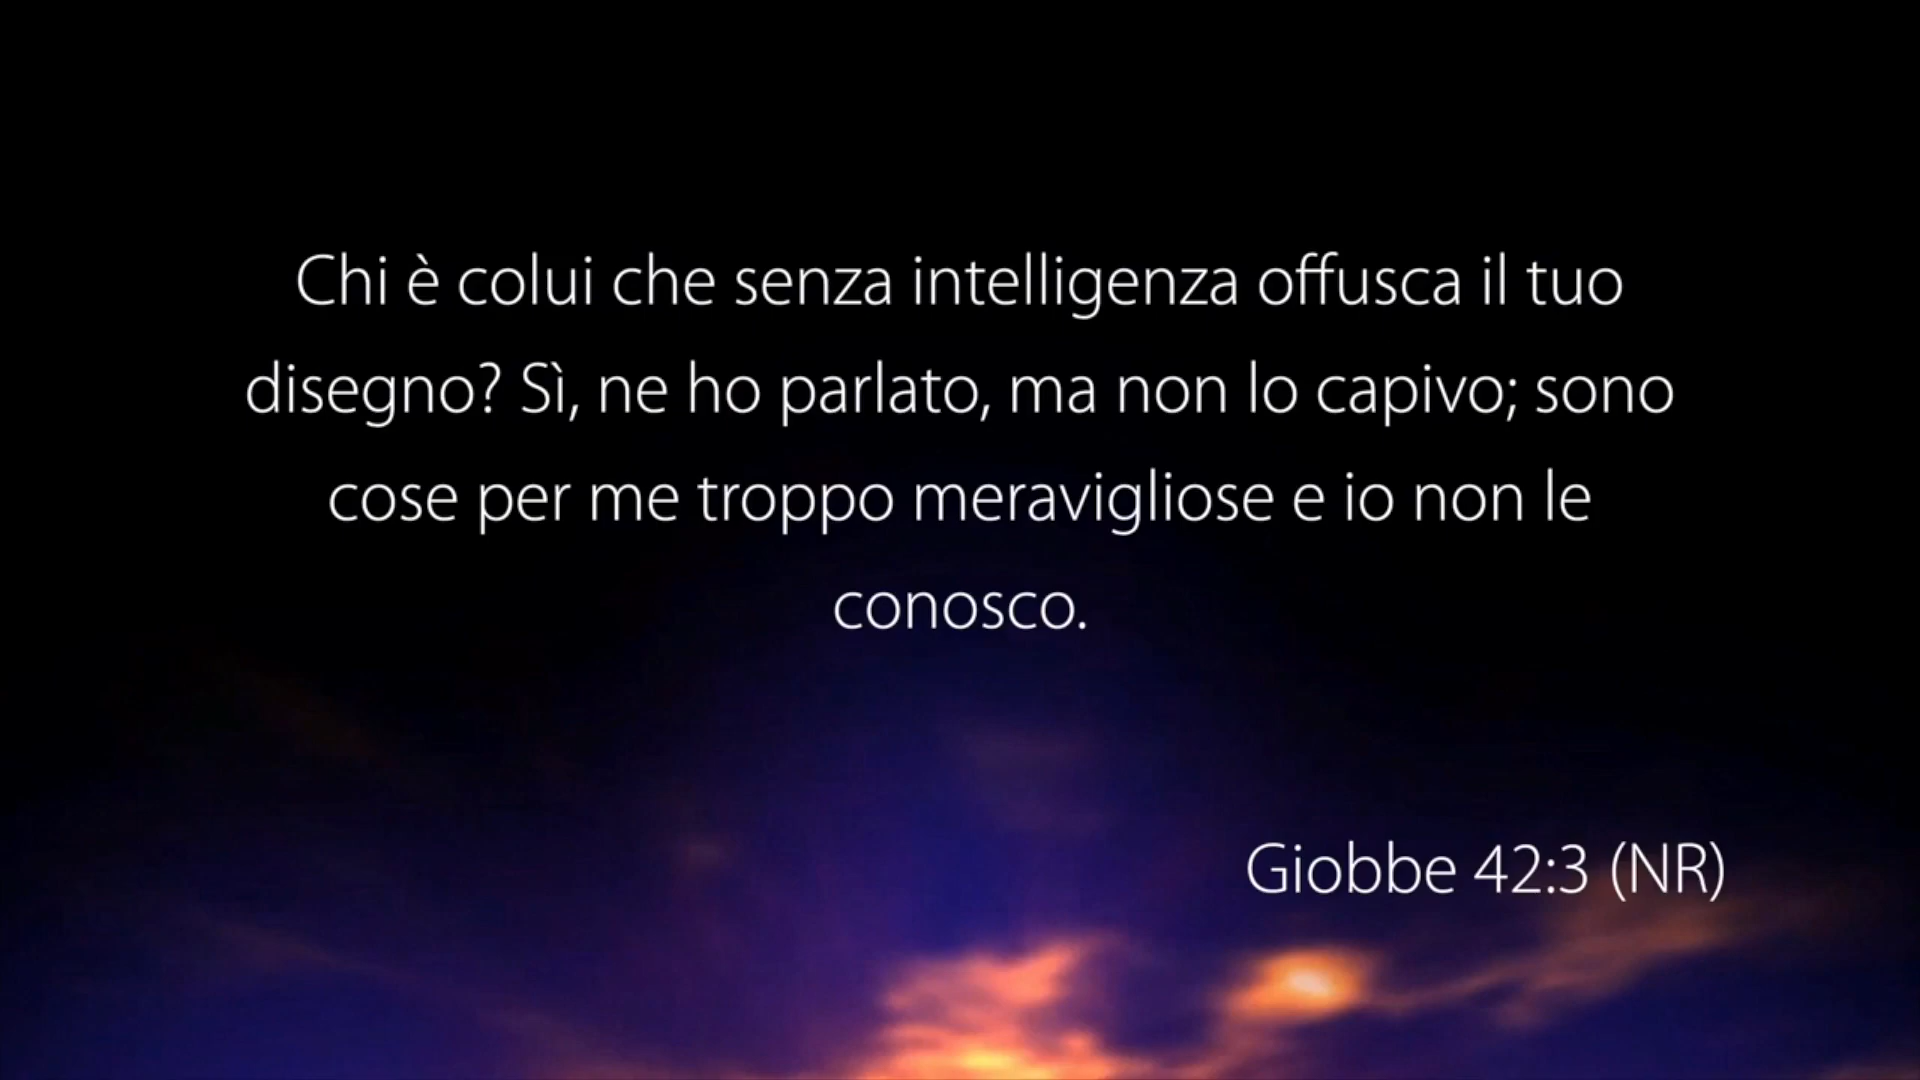 Chi è colui che senza intelligenza offusca il tuo
disegno? Sì, ne ho parlato, ma non lo capivo; sono
cose per me troppo meravigliose e io non le
conosco.
Giobbe 42:3 (NR)